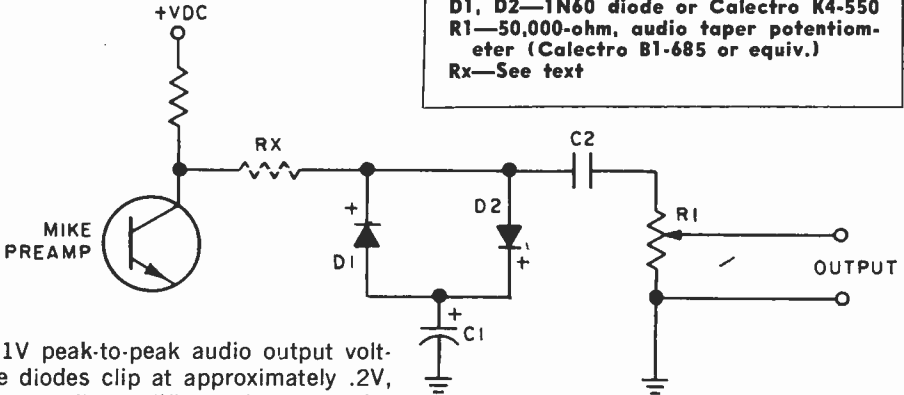 D1, D2—1N60 diode or Calectro K4-550
R1—50,000-ohm, audio taper potentiom-
eter (Calectro B1-685 or equiv.)
Rx—See text
+VDC
RX
C2
MIKE
PREAMP
+
D1
D2
+
R1
OUTPUT
+
C1
1V peak-to-peak audio output volt-
diodes clip at approximately .2V,